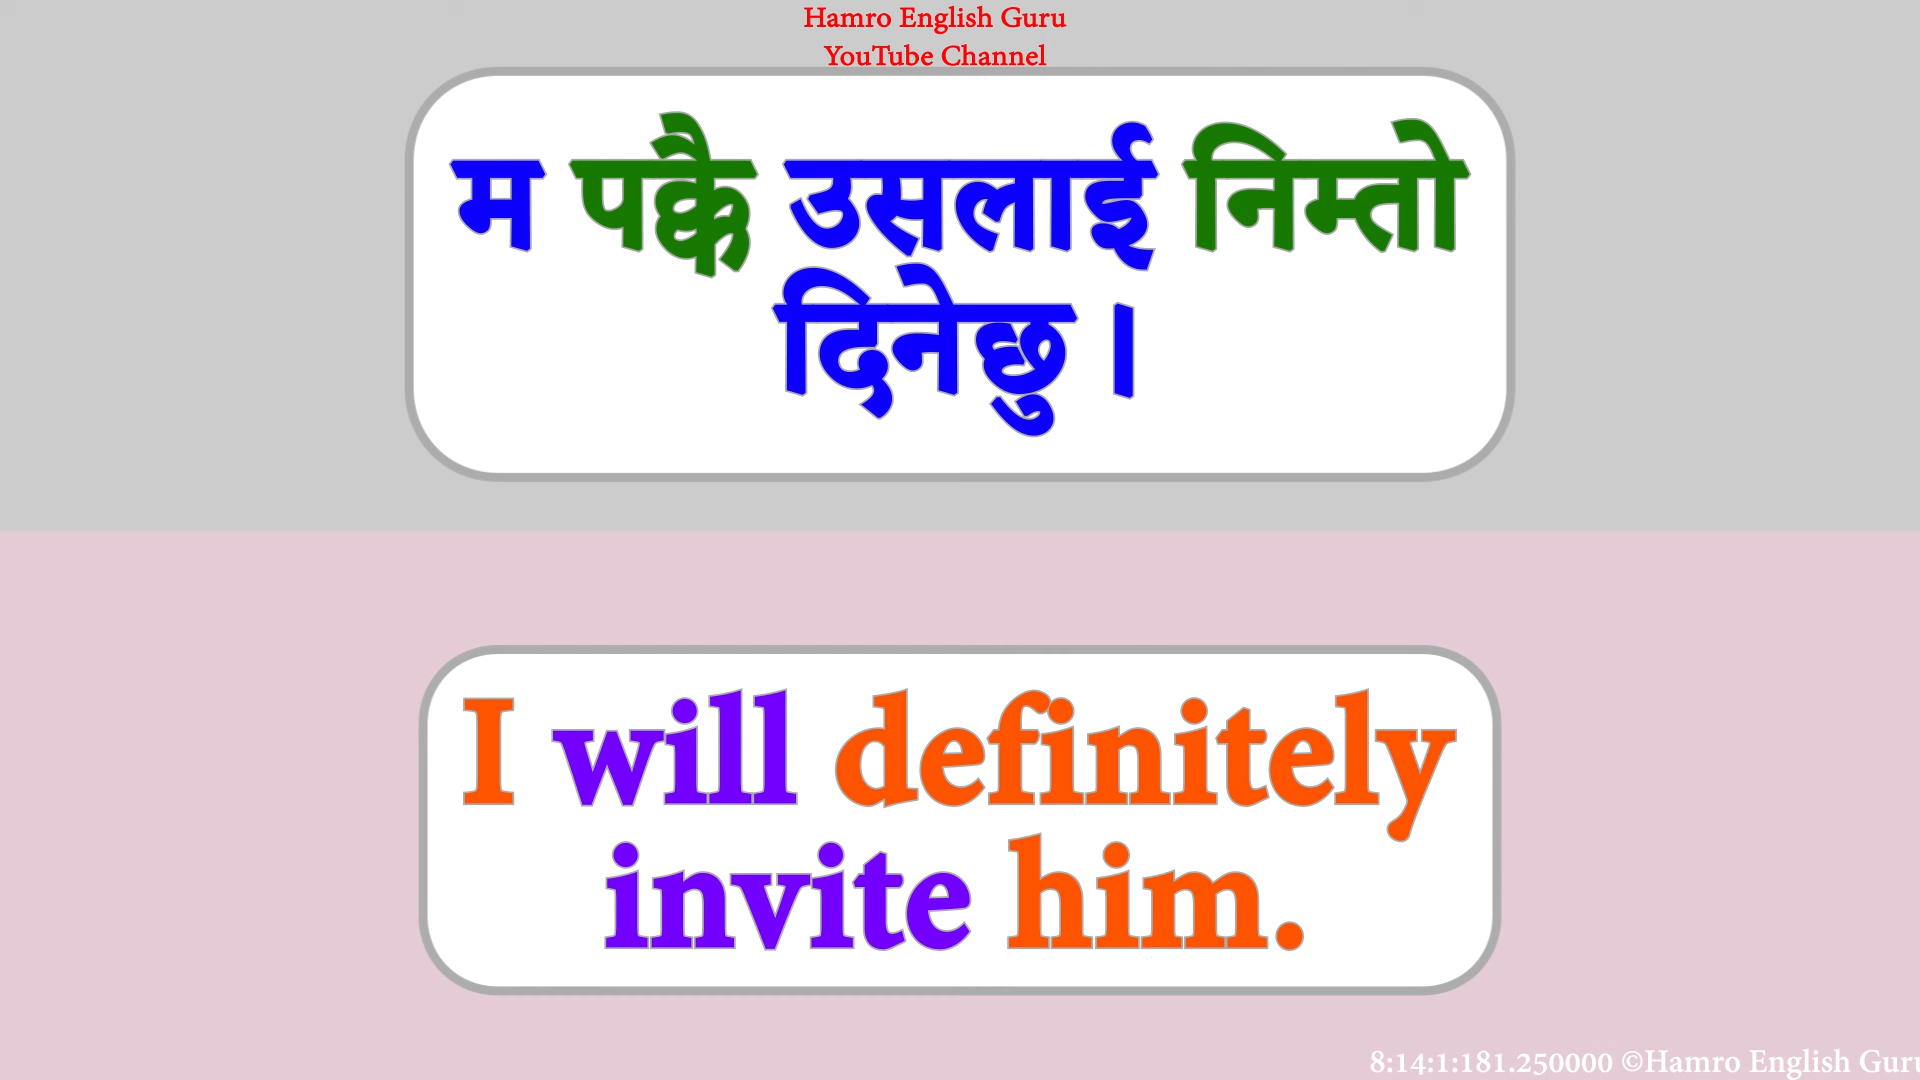 Hamro English Guru
YouTube Channel
म पक्कै उसलाई निम्तो
दिनेछु ।
I will definitely
invite him.
8:14:1:181.250000 ©Hamro English Guru